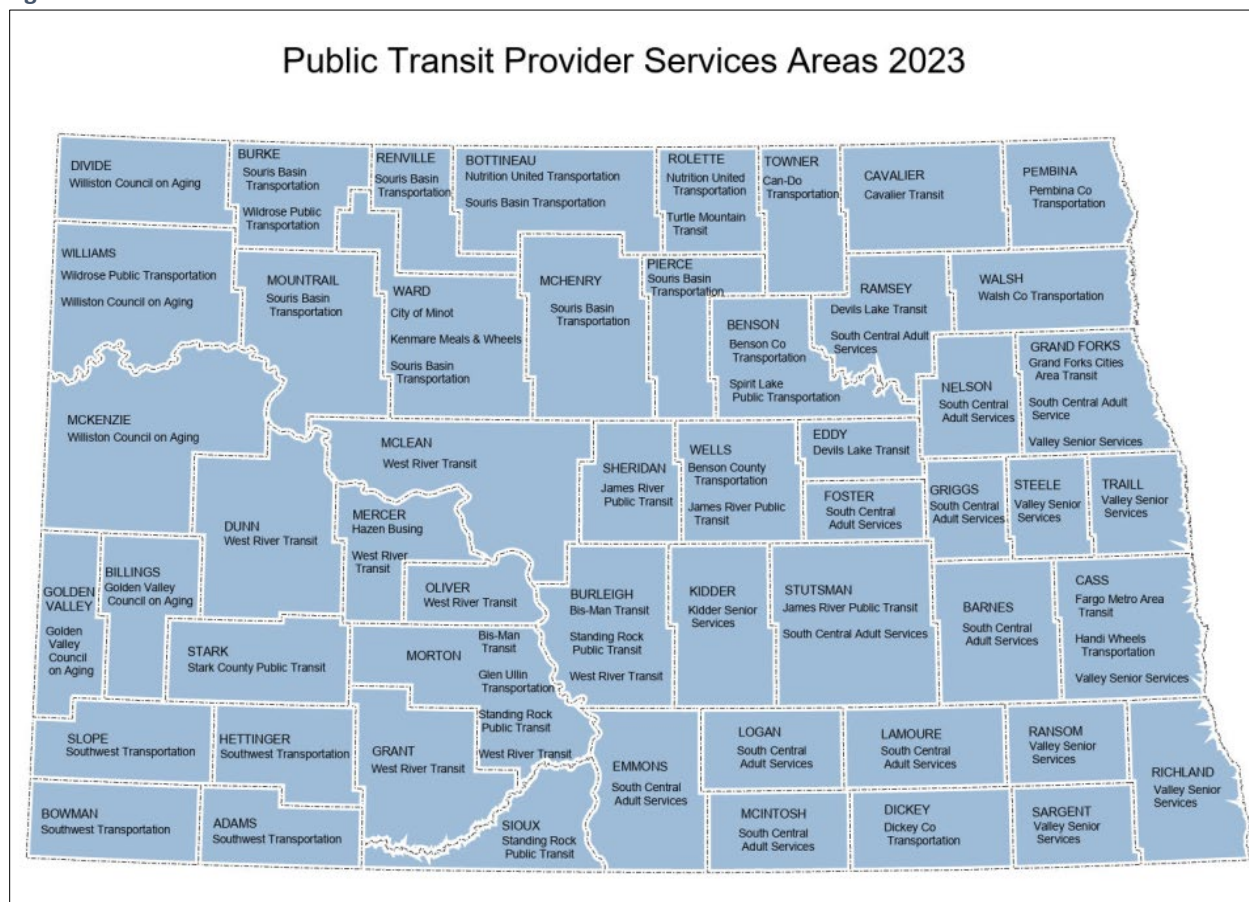 Public Transit Provider Services Areas 2023
DIVIDE
Williston Council on Aging
BURKE
Souris Basin
Transportation
Wildrose Public
Transportation
RENVILLE
Souris Basin
Transportation
BOTTINEAU
Nutrition United Transportation
Souris Basin Transportation
ROLETTE
Nutrition United
Transportation
Turtle Mountain
Transit
TOWNER
Can-Do
Transportation
CAVALIER
Cavalier Transit
PEMBINA
Pembina Co
Transportation
WILLIAMS
Wildrose Public Transportation
Williston Council on Aging
MOUNTRAIL
Souris Basin
Transportation
WARD
City of Minot
Kenmare Meals & Wheels
Souris Basin
Transportation
MCHENRY
Souris Basin
Transportation
PIERCE
Souris Basin
Transportation
BENSON
Benson Co
Transportation
Spirit Lake
Public Transportation
RAMSEY
Devils Lake Transit
South Central Adult
Services
WALSH
Walsh Co Transportation
NELSON
South Central
Adult Services
GRAND FORKS
Grand Forks Cities
Area Transit
South Central Adult
Service
Valley Senior Services
MCKENZIE
Williston Council on Aging
DUNN
West River Transit
MCLEAN
West River Transit
MERCER
Hazen Busing
West River
Transit
OLIVER
West River Transit
SHERIDAN
James River
Public Transit
WELLS
Benson County
Transportation
James River Public
Transit
EDDY
Devils Lake Transit
FOSTER
South Central
Adult Services
GRIGGS
South Central
Adult Services
STEELE
Valley Senior
Services
TRAILL
Valley Senior
Services
GOLDEN
VALLEY
Golden
Valley
Council
on Aging
BILLINGS
Golden Valley
Council on Aging
STARK
Stark County Public Transit
MORTON
Bis-Man
Transit
Glen Ullin
Transportation
Standing Rock
Public Transit
West River Transit
BURLEIGH
Bis-Man Transit
Standing Rock
Public Transit
West River Transit
KIDDER
Kidder Senior
Services
STUTSMAN
James River Public Transit
South Central Adult Services
BARNES
South Central
Adult Services
CASS
Fargo Metro Area
Transit
Handi Wheels
Transportation
Valley Senior Services
SLOPE
Southwest Transportation
HETTINGER
Southwest Transportation
GRANT
West River Transit
BOWMAN
Southwest Transportation
ADAMS
Southwest Transportation
SIOUX
Standing Rock
Public Transit
EMMONS
South Central
Adult Services
LOGAN
South Central
Adult Services
LAMOURE
South Central
Adult Services
RANSOM
Valley Senior
Services
RICHLAND
Valley Senior
Services
MCINTOSH
South Central
Adult Services
DICKEY
Dickey Co
Transportation
SARGENT
Valley Senior
Services